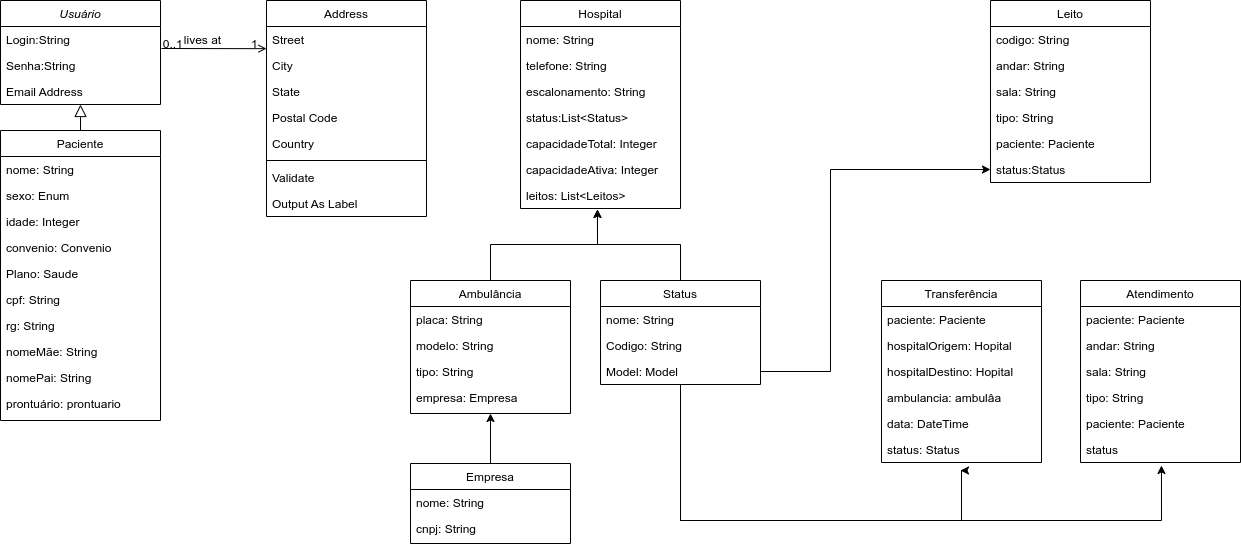 Usuário
Login:String
Senha:String
Email Address
0..1
lives at
1
Address
Street
City
State
Postal Code
Country
Validate
Output As Label
Paciente
nome: String
sexo: Enum
idade: Integer
convenio: Convenio
Plano: Saude
cpf: String
rg: String
nomeMãe: String
nomePai: String
prontuário: prontuario
Hospital
nome: String
telefone: String
escalonamento: String
status:List<Status>
capacidadeTotal: Integer
capacidadeAtiva: Integer
leitos: List<Leitos>
Leito
codigo: String
andar: String
sala: String
tipo: String
paciente: Paciente
status:Status
Ambulância
placa: String
modelo: String
tipo: String
empresa: Empresa
Status
nome: String
Codigo: String
Model: Model
Transferência
paciente: Paciente
hospitalOrigem: Hopital
hospitalDestino: Hopital
ambulancia: ambulâa
data: DateTime
status: Status
Atendimento
paciente: Paciente
andar: String
sala: String
tipo: String
paciente: Paciente
status
Empresa
nome: String
cnpj: String